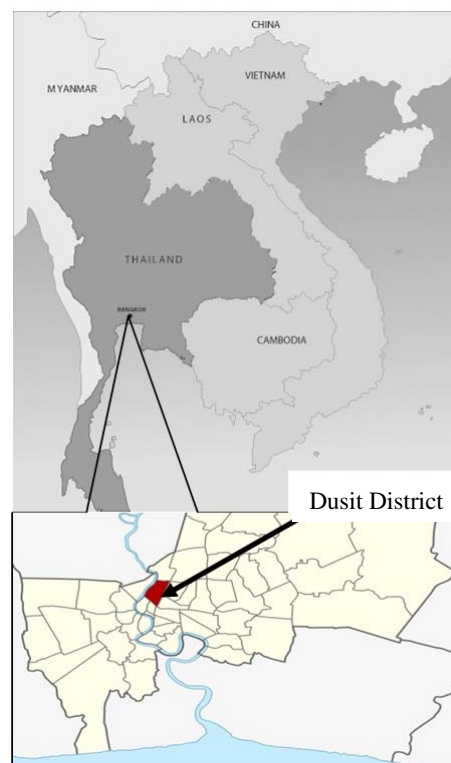 CHINA
VIETNAM
MYANMAR
LAOS
THAILAND
BANGKOK
CAMBODIA
Dusit District